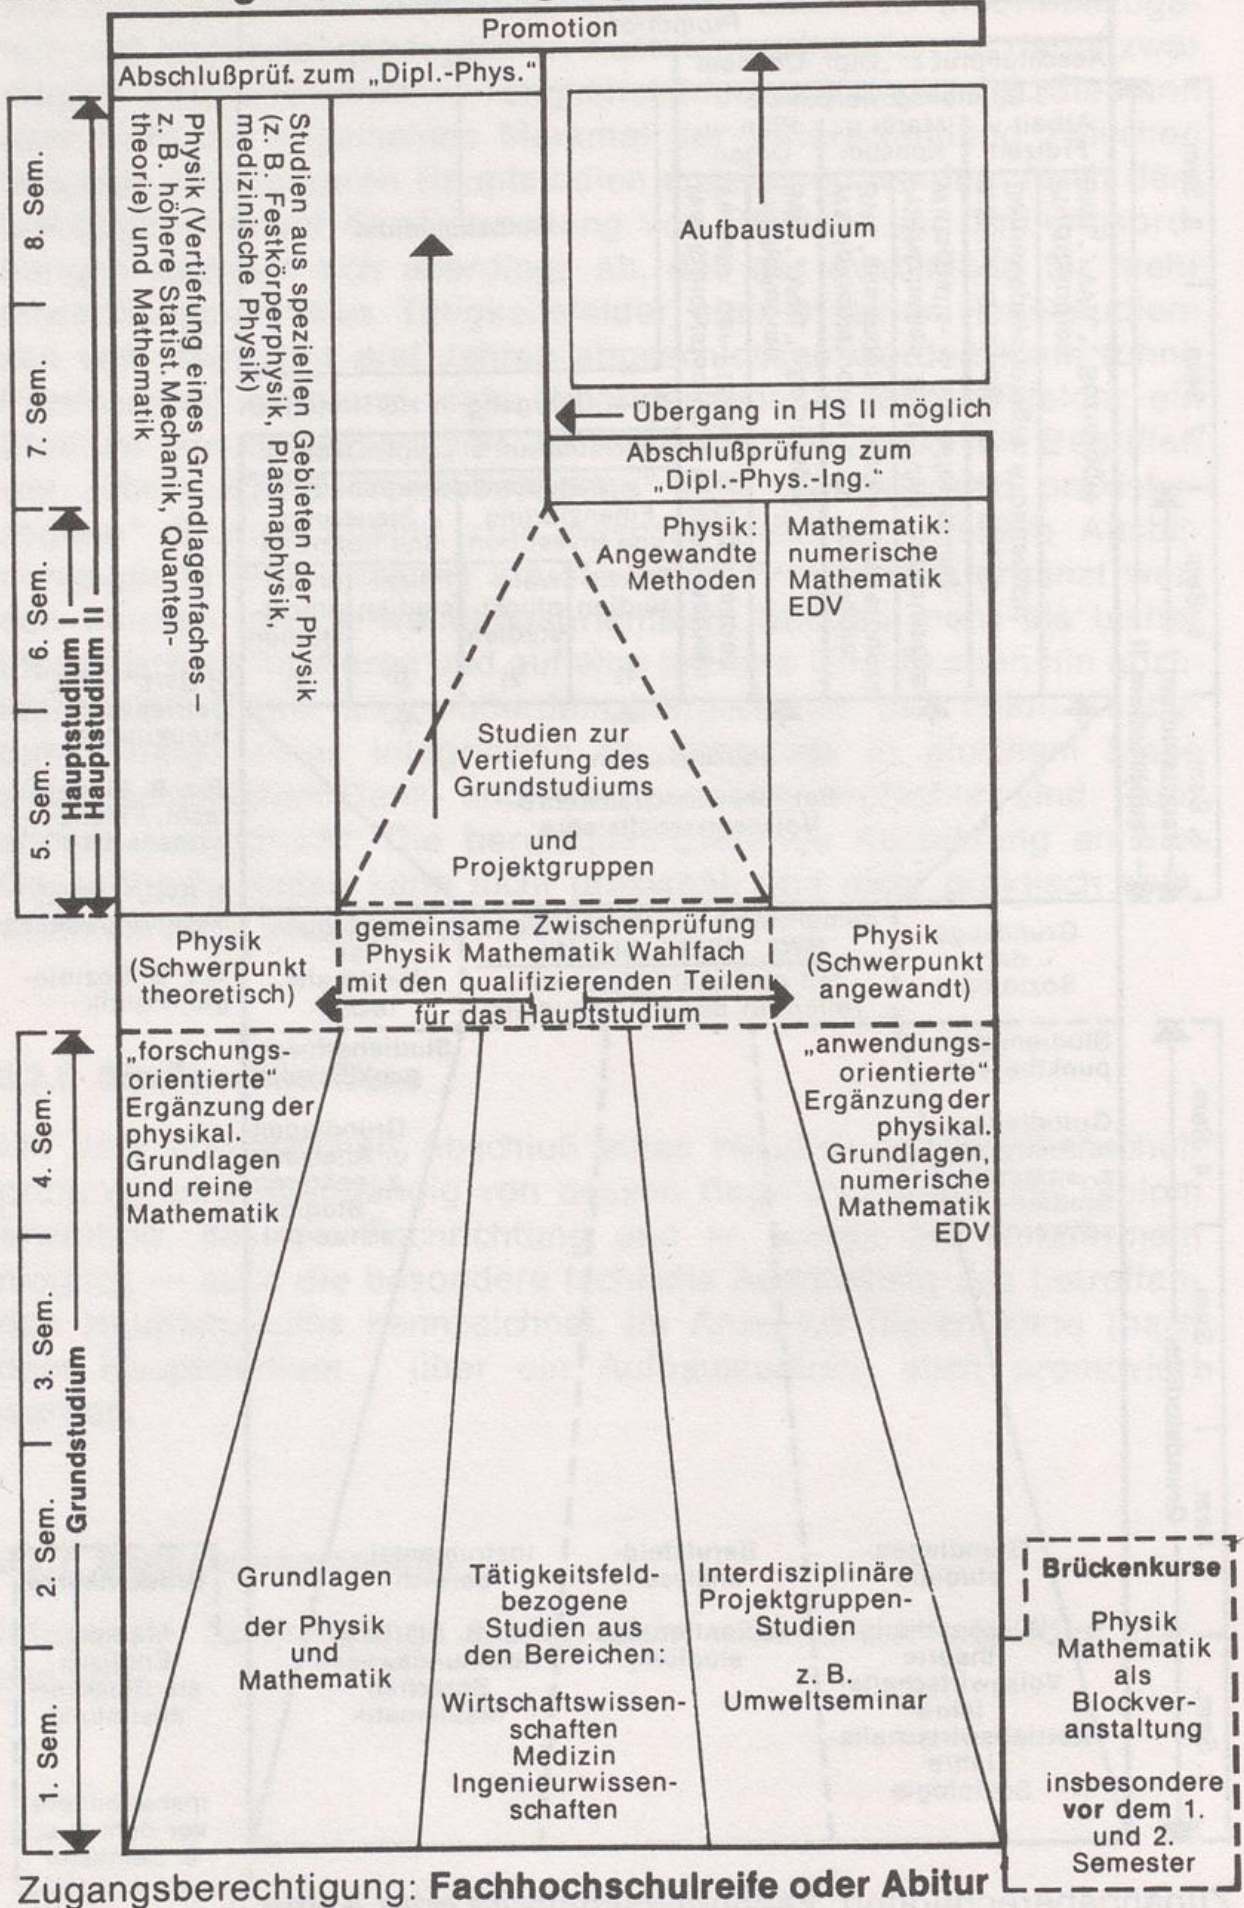 Promotion
Abschlußprüf. zum „Dipl.-Phys.“
8. Sem.
7. Sem.
6. Sem.
5. Sem.
Hauptstudium I
Hauptstudium II
Physik (Vertiefung eines Grundlagenfaches –
z. B. höhere Statist. Mechanik, Quanten-
theorie) und Mathematik
Studien aus speziellen Gebieten der Physik
(z. B. Festkörperphysik, Plasmaphysik,
medizinische Physik)
Aufbaustudium
Übergang in HS II möglich
Abschlußprüfung zum
„Dipl.-Phys.-Ing.“
Physik:
Angewandte
Methoden
Mathematik:
numerische
Mathematik
EDV
Studien zur
Vertiefung des
Grundstudiums
und
Projektgruppen
Physik
(Schwerpunkt
theoretisch)
gemeinsame Zwischenprüfung
Physik Mathematik Wahlfach
mit den qualifizierenden Teilen
für das Hauptstudium
Physik
(Schwerpunkt
angewandt)
4. Sem.
3. Sem.
2. Sem.
1. Sem.
Grundstudium
„forschungs-
orientierte“
Ergänzung der
physikal.
Grundlagen
und reine
Mathematik
„anwendungs-
orientierte“
Ergänzung der
physikal.
Grundlagen,
numerische
Mathematik
EDV
Grundlagen
der Physik
und
Mathematik
Tätigkeitsfeld-
bezogene
Studien aus
den Bereichen:
Wirtschaftswissen-
schaften
Medizin
Ingenieurwissen-
schaften
Interdisziplinäre
Projektgruppen-
Studien
z. B.
Umweltseminar
Brückenkurse
Physik
Mathematik
als
Blockver-
anstaltung
insbesondere
vor dem 1.
und 2.
Semester
Zugangsberechtigung: Fachhochschulreife oder Abitur